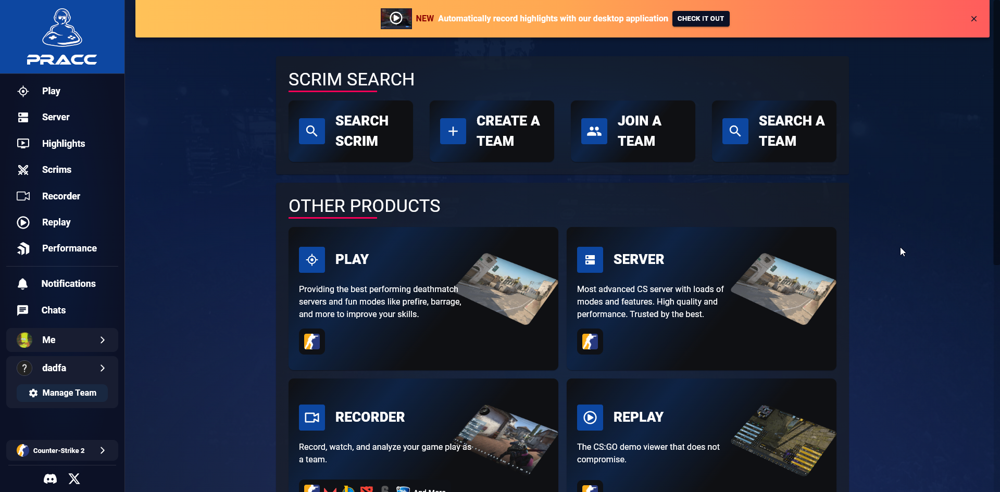 PRACC
Play
Server
Highlights
Scrims
Recorder
Replay
Performance
Notifications
Chats
Me
?
dadfa
Manage Team
Counter-Strike 2
NEW Automatically record highlights with our desktop application CHECK IT OUT
SCRIM SEARCH
SEARCH
SCRIM
CREATE A
TEAM
JOIN A
TEAM
SEARCH A
TEAM
OTHER PRODUCTS
PLAY
Providing the best performing deathmatch
servers and fun modes like prefire, barrage,
and more to improve your skills.
SERVER
Most advanced CS server with loads of
modes and features. High quality and
performance. Trusted by the best.
RECORDER
Record, watch, and analyze your game play as
a team.
And More
REPLAY
The CS:GO demo viewer that does not
compromise.